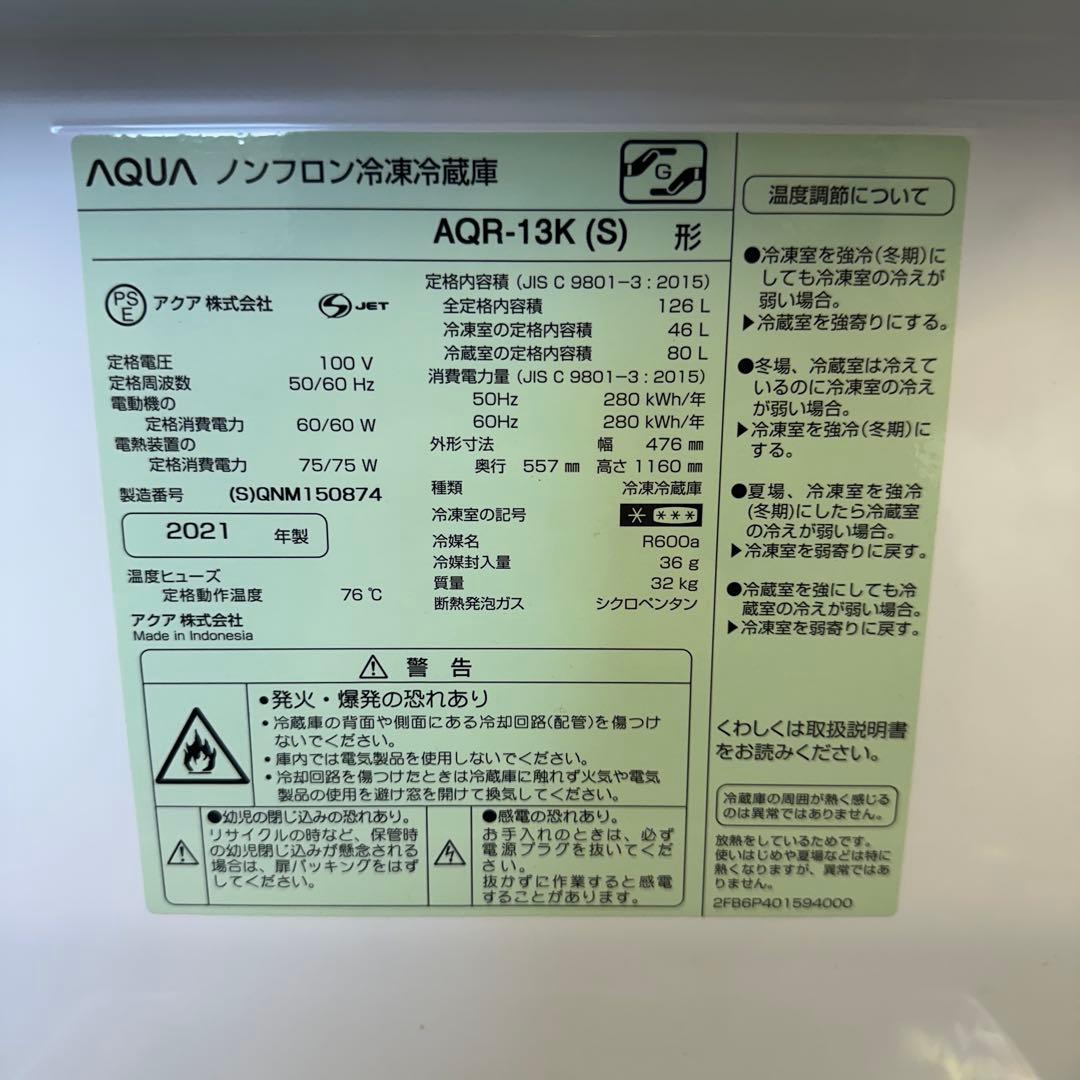 AQUA ノンフロン冷凍冷蔵庫
G
AQR-13K (S) 形
PS
E
アクア 株式会社
S JET
定格電圧 100 V
定格周波数 50/60 Hz
電動機の
定格消費電力 60/60 W
電熱装置の
定格消費電力 75/75 W
製造番号 (S)QNM150874
2021 年製
温度ヒューズ
定格動作温度 76 ℃
アクア 株式会社
Made in Indonesia
定格内容積 (JIS C 9801-3 : 2015)
全定格内容積 126 L
冷凍室の定格内容積 46 L
冷蔵室の定格内容積 80 L
消費電力量 (JIS C 9801-3 : 2015)
50Hz 280 kWh/年
60Hz 280 kWh/年
外形寸法 幅 476 ㎜
奥行 557 ㎜ 高さ 1160 ㎜
種類 冷凍冷蔵庫
冷凍室の記号 * ***
冷媒名 R600a
冷媒封入量 36 g
質量 32 kg
断熱発泡ガス シクロペンタン
警 告
•発火・爆発の恐れあり
・冷蔵庫の背面や側面にある冷却回路(配管)を傷つけ
ないでください。
・庫内では電気製品を使用しないでください。
・冷却回路を傷つけたときは冷蔵庫に触れず火気や電気
製品の使用を避け窓を開けて換気してください。
●幼児の閉じ込みの恐れあり。
リサイクルの時など、保管時
の幼児閉じ込みが懸念される
場合は、扉パッキングをはず
してください。
●感電の恐れあり。
お手入れのときは、必ず
電源プラグを抜いてくだ
さい。
抜かずに作業すると感電
することがあります。
温度調節について
●冷凍室を強冷(冬期)に
しても冷凍室の冷えが
弱い場合。
▶冷蔵室を強寄りにする。
●冬場、冷蔵室は冷えて
いるのに冷凍室の冷え
が弱い場合。
▶冷凍室を強冷(冬期)に
する。
●夏場、冷凍室を強冷
(冬期)にしたら冷蔵室
の冷えが弱い場合。
▶冷凍室を弱寄りに戻す。
●冷蔵室を強にしても冷
蔵室の冷えが弱い場合。
▶冷凍室を弱寄りに戻す。
くわしくは取扱説明書
をお読みください。
冷蔵庫の周囲が熱く感じる
のは異常ではありません。
放熱をしているためです。
使いはじめや夏場などは特に
熱くなりますが、異常ではあ
りません。
2FB6P401594000